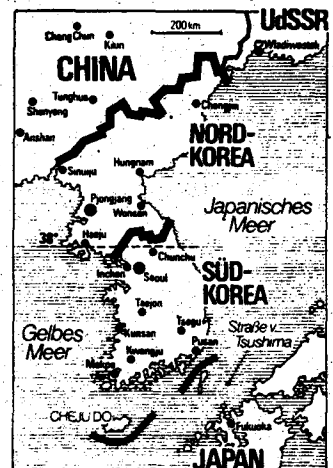 200 km
UdSSR
Chang Chun
Kirin
Wladiwostok
CHINA
Tunghua
Shenyang
Chongjin
Anshan
NORD-
KOREA
Sinuiju
Hungnam
Pjongjang
Wonsan
Japanisches
Meer
Haeju
38°
Chunchu
Inchon
Seoul
SÜD-
KOREA
Taejon
Gelbes
Meer
Kunsan
Taegu
Straße v.
Tsushima
Kwangju
Pusan
Mokpo
CHEJU DO
Fukuoka
JAPAN